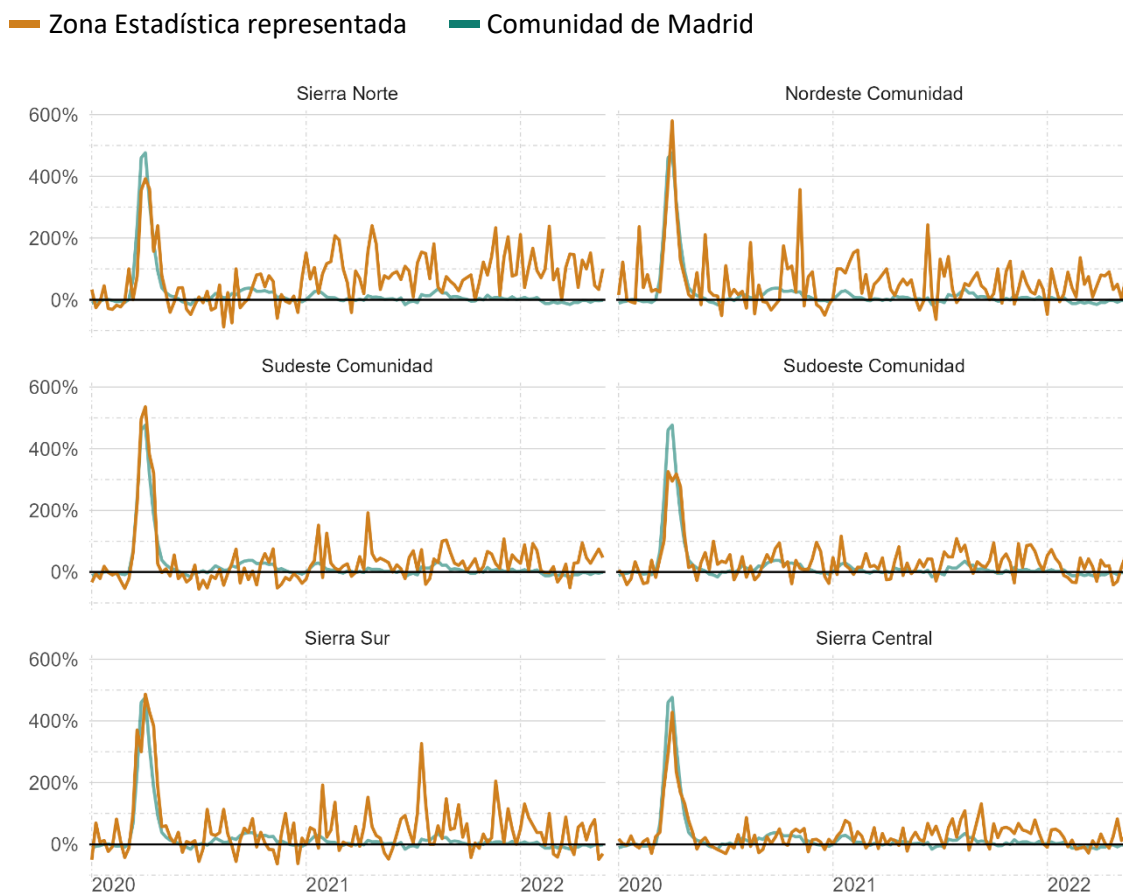 Zona Estadística representada Comunidad de Madrid
Sierra Norte Nordeste Comunidad
600%
400%
200%
0%
Sudeste Comunidad Sudoeste Comunidad
600%
400%
200%
0%
Sierra Sur Sierra Central
600%
400%
200%
0%
2020 2021 2022 2020 2021 2022